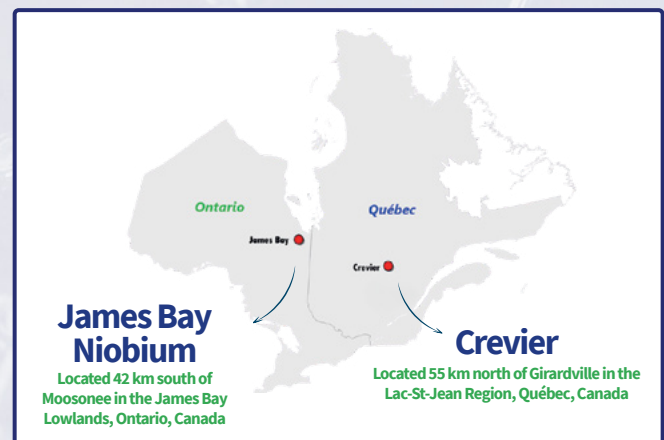 Ontario
Québec
James Bay
Crevier
James Bay
Niobium
Located 42 km south of
Moosonee in the James Bay
Lowlands, Ontario, Canada
Crevier
Located 55 km north of Girardville in the
Lac-St-Jean Region, Québec, Canada